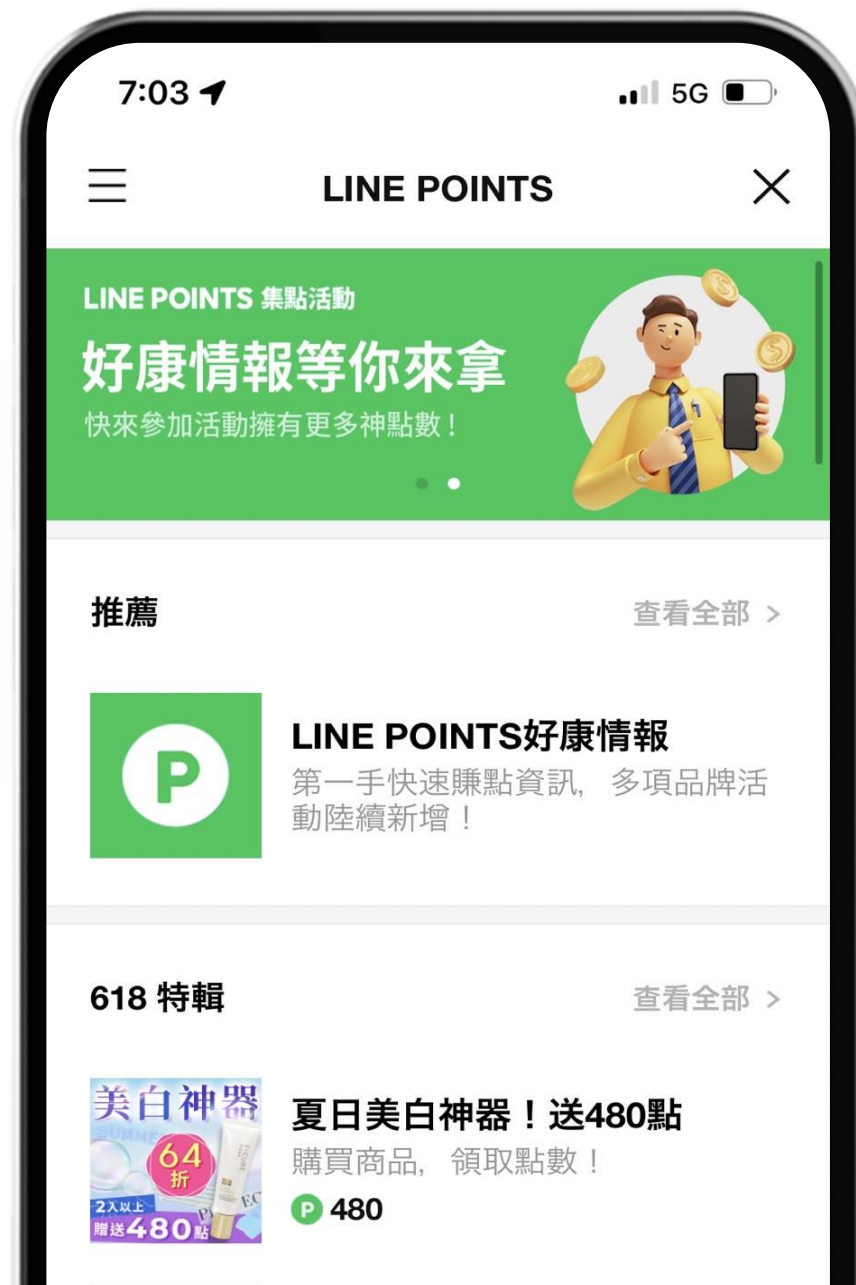 7:03
5G
LINE POINTS
LINE POINTS 集點活動
好康情報等你來拿
快來參加活動擁有更多神點數！
推薦
查看全部 >
P
LINE POINTS好康情報
第一手快速賺點資訊，多項品牌活
動陸續新增！
618 特輯
查看全部 >
美白神器
64
折
2入以上
贈送480點
夏日美白神器！送480點
購買商品，領取點數！
P 480